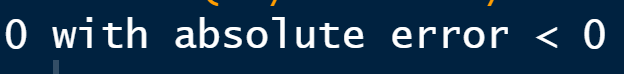 0 with absolute error < 0